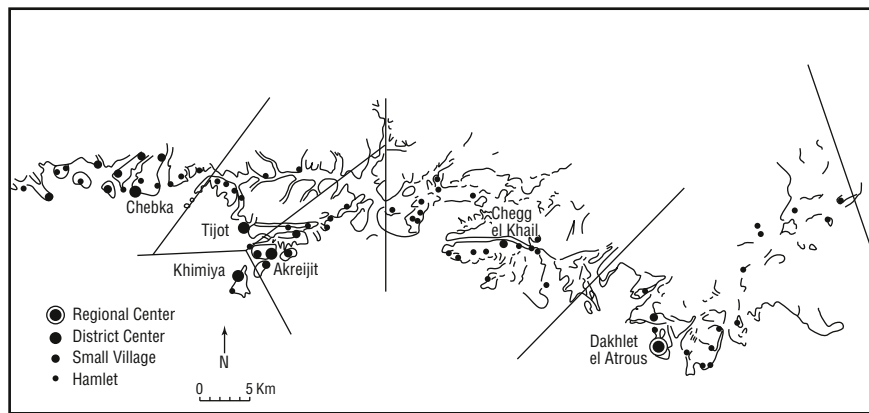 Chebka
Tijot
Chegg
el Khail
Khimiya
Akreijit
Regional Center
District Center
Small Village
Hamlet
N
0 5 Km
Dakhlet
el Atrous